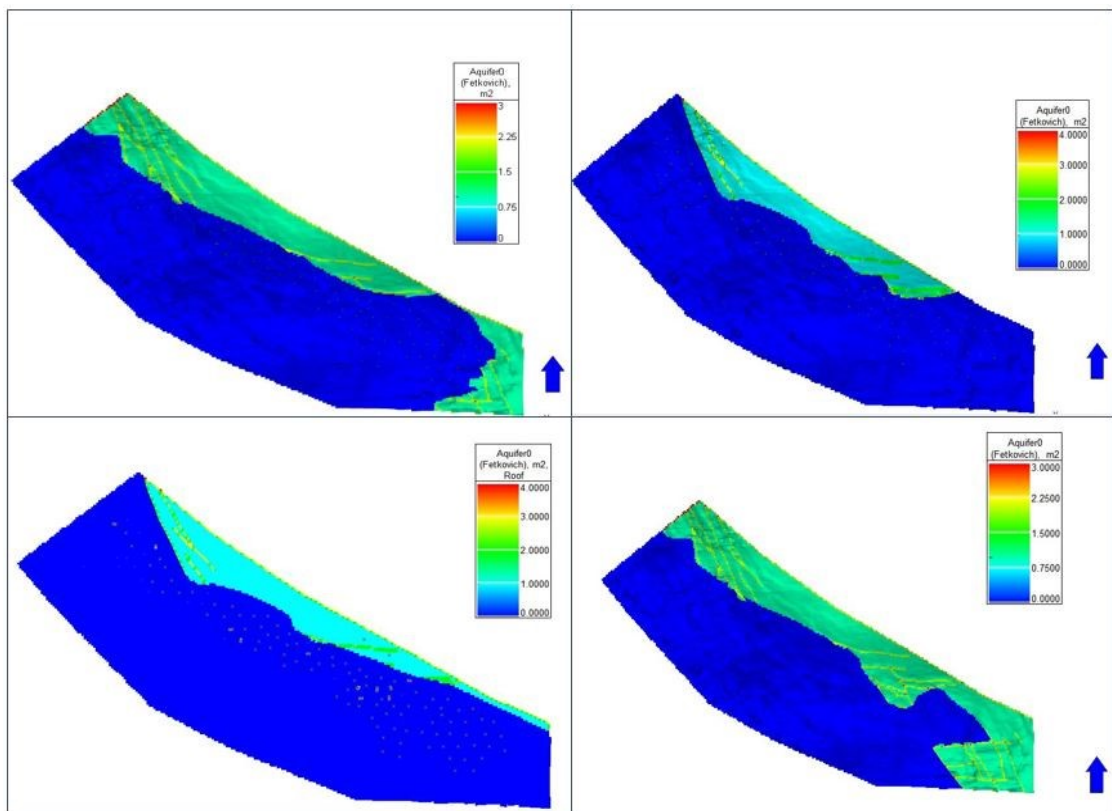 Aquifer0
(Fetkovich),
m2
3
2.25
1.5
0.75
0
Aquifer0
(Fetkovich), m2
4.0000
3.0000
2.0000
1.0000
0.0000
Aquifer0
(Fetkovich), m2,
Roof
4.0000
3.0000
2.0000
1.0000
0.0000
Aquifer0
(Fetkovich), m2
3.0000
2.2500
1.5000
0.7500
0.0000